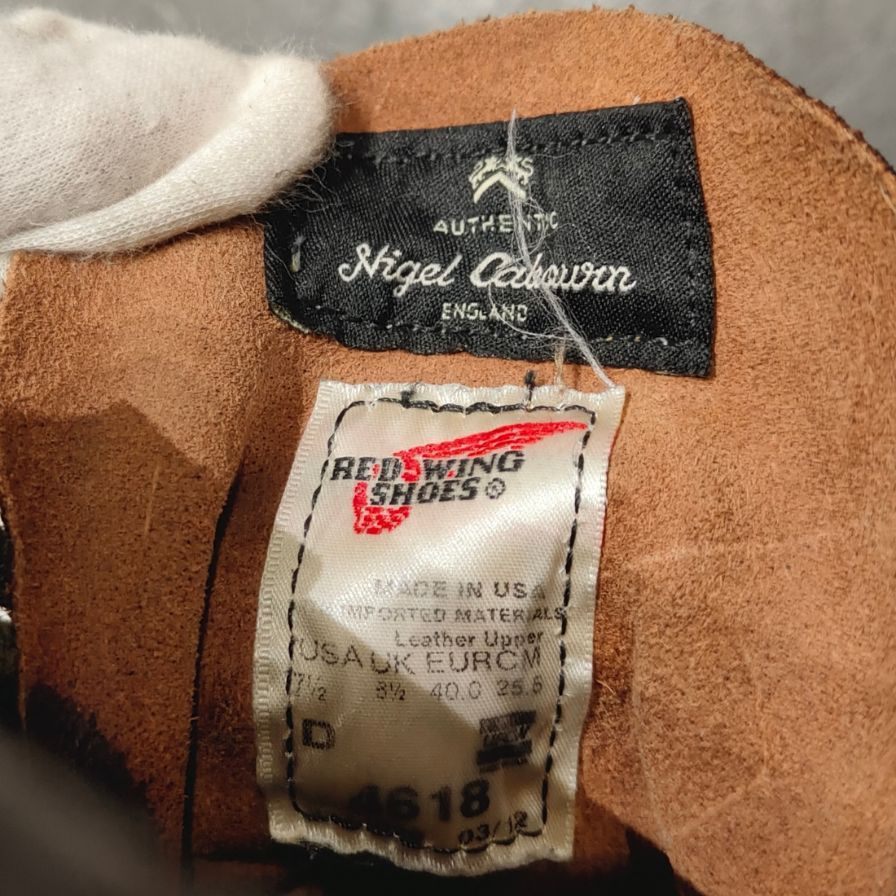 AUTHENTIC
Nigel Cabourn
ENGLAND
RED WING
SHOES ®
MADE IN USA
IMPORTED MATERIALS
Leather Upper
USA UK EUR CM
7½ 6½ 40.0 25.5
D
4618
03/12